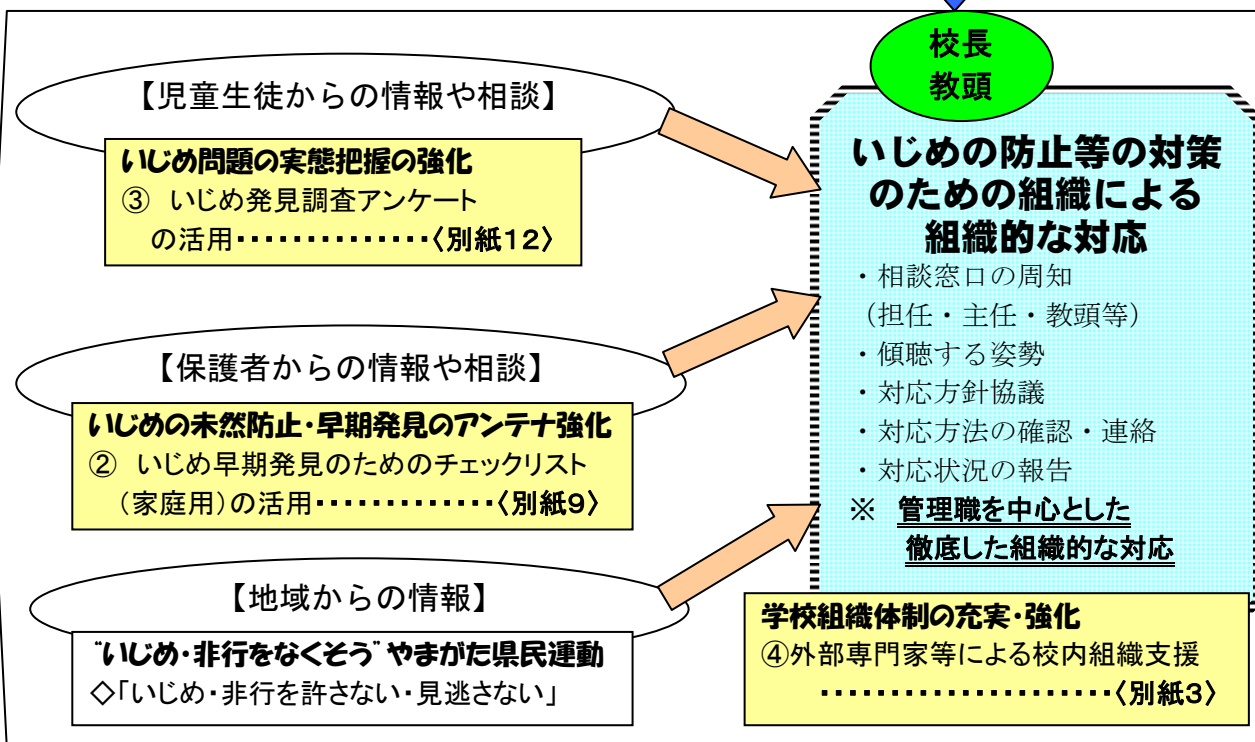 校長
教頭
【児童生徒からの情報や相談】
いじめ問題の実態把握の強化
③ いじめ発見調査アンケート
の活用・・・・・・・・・・・・・・〈別紙12〉
【保護者からの情報や相談】
いじめの未然防止・早期発見のアンテナ強化
② いじめ早期発見のためのチェックリスト
（家庭用）の活用・・・・・・・・・・・・・〈別紙9〉
【地域からの情報】
“いじめ・非行をなくそう”やまがた県民運動
◇「いじめ・非行を許さない・見逃さない」
いじめの防止等の対策
のための組織による
組織的な対応
・相談窓口の周知
（担任・主任・教頭等）
・傾聴する姿勢
・対応方針協議
・対応方法の確認・連絡
・対応状況の報告
※ 管理職を中心とした
徹底した組織的な対応
学校組織体制の充実・強化
④外部専門家等による校内組織支援
・・・・・・・・・・・・・・・・・・・・・〈別紙3〉